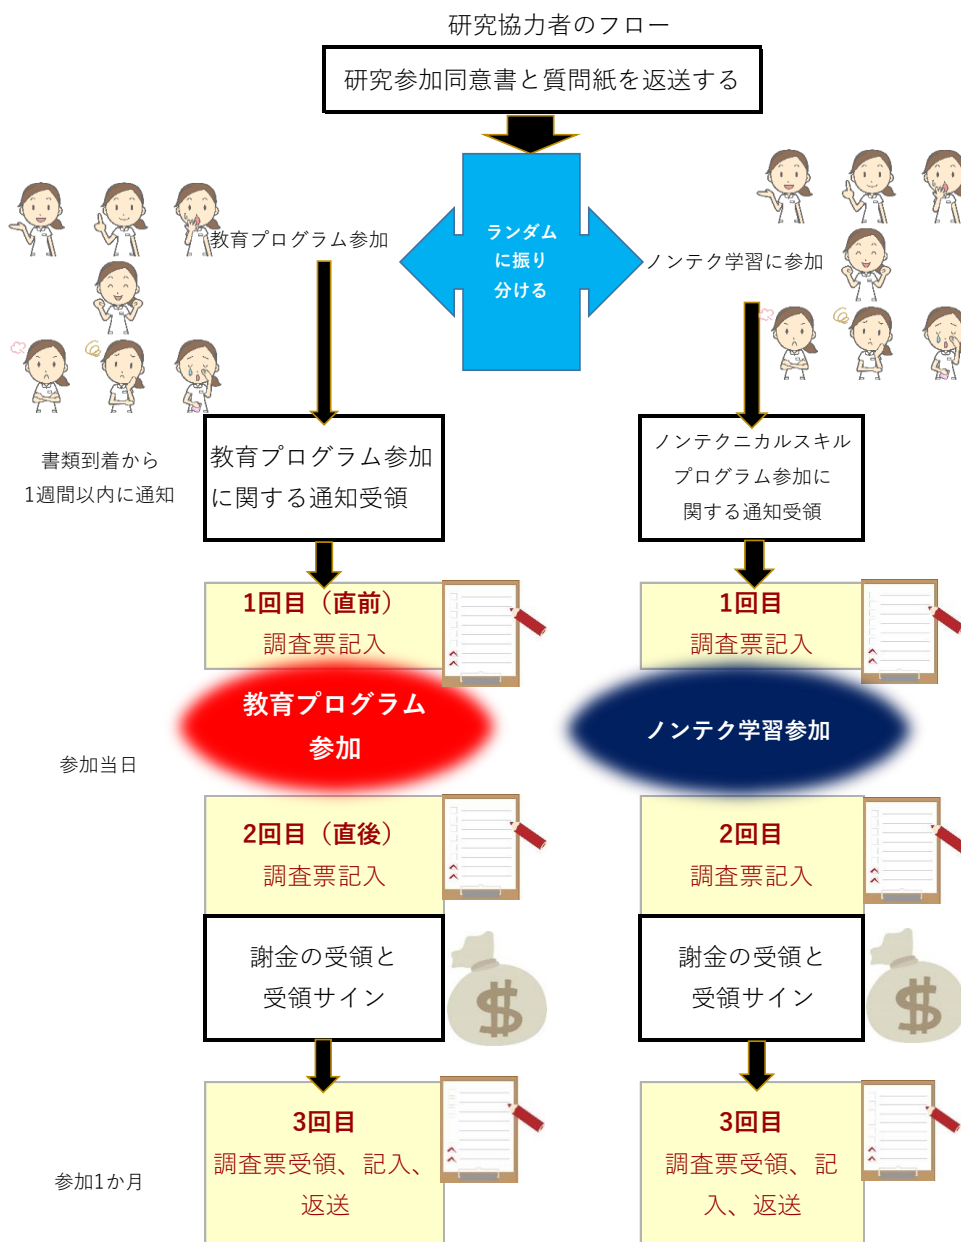 研究協力者のフロー
研究参加同意書と質問紙を返送する
ランダム
に振り
分ける
教育プログラム参加
ノンテク学習に参加
書類到着から
1週間以内に通知
教育プログラム参加
に関する通知受領
ノンテクニカルスキル
プログラム参加に
関する通知受領
1回目（直前）
調査票記入
1回目
調査票記入
教育プログラム
参加
ノンテク学習参加
参加当日
2回目（直後）
調査票記入
2回目
調査票記入
謝金の受領と
受領サイン
謝金の受領と
受領サイン
3回目
調査票受領、記入、
返送
3回目
調査票受領、記
入、返送
参加1か月